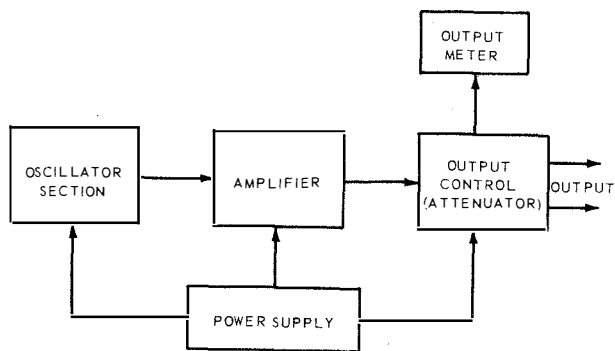 OUTPUT
METER
OSCILLATOR
SECTION
AMPLIFIER
OUTPUT
CONTROL
(ATTENUATOR)
OUTPUT
POWER SUPPLY